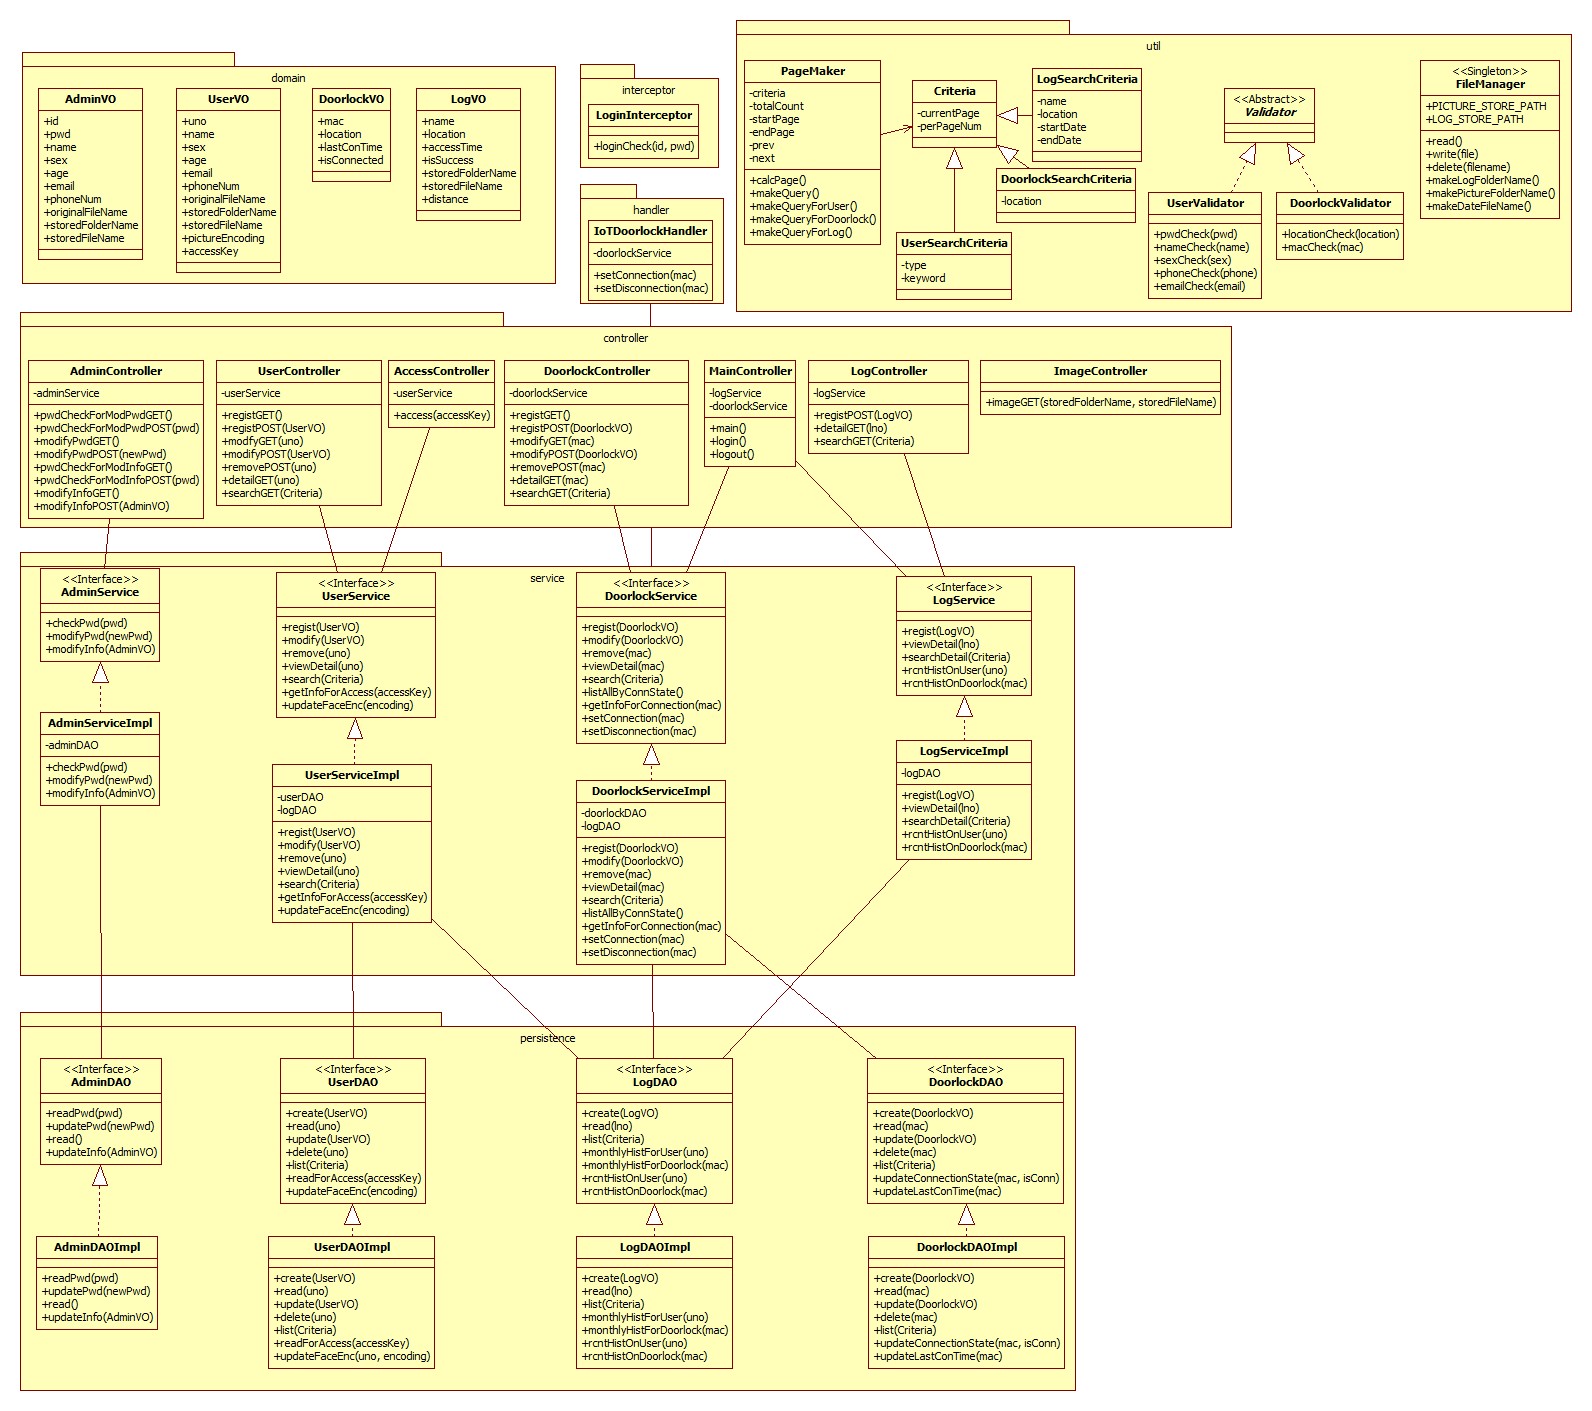 domain
AdminVO
+id
+pwd
+name
+sex
+age
+email
+phoneNum
+originalFileName
+storedFolderName
+storedFileName
UserVO
+uno
+name
+sex
+age
+email
+phoneNum
+originalFileName
+storedFolderName
+storedFileName
+pictureEncoding
+accessKey
DoorlockVO
+mac
+location
+lastConTime
+isConnected
LogVO
+name
+location
+accessTime
+isSuccess
+storedFolderName
+storedFileName
+distance
interceptor
LoginInterceptor
+loginCheck(id, pwd)
handler
IoTDoorlockHandler
-doorlockService
+setConnection(mac)
+setDisconnection(mac)
util
PageMaker
-criteria
-totalCount
-startPage
-endPage
-prev
-next
+calcPage()
+makeQuery()
+makeQueryForUser()
+makeQueryForDoorlock()
+makeQueryForLog()
Criteria
-currentPage
-perPageNum
LogSearchCriteria
-name
-location
-startDate
-endDate
DoorlockSearchCriteria
-location
UserSearchCriteria
-type
-keyword
<<Abstract>>
Validator
UserValidator
+pwdCheck(pwd)
+nameCheck(name)
+sexCheck(sex)
+phoneCheck(phone)
+emailCheck(email)
DoorlockValidator
+locationCheck(location)
+macCheck(mac)
<<Singleton>>
FileManager
+PICTURE_STORE_PATH
+LOG_STORE_PATH
+read()
+write(file)
+delete(filename)
+makeLogFolderName()
+makePictureFolderName()
+makeDateFileName()
controller
AdminController
-adminService
+pwdCheckForModPwdGET()
+pwdCheckForModPwdPOST(pwd)
+modifyPwdGET()
+modifyPwdPOST(newPwd)
+pwdCheckForModInfoGET()
+pwdCheckForModInfoPOST(pwd)
+modifyInfoGET()
+modifyInfoPOST(AdminVO)
UserController
-userService
+registGET()
+registPOST(UserVO)
+modfyGET(uno)
+modifyPOST(UserVO)
+removePOST(uno)
+detailGET(uno)
+searchGET(Criteria)
AccessController
-userService
+access(accessKey)
DoorlockController
-doorlockService
+registGET()
+registPOST(DoorlockVO)
+modifyGET(mac)
+modifyPOST(DoorlockVO)
+removePOST(mac)
+detailGET(mac)
+searchGET(Criteria)
MainController
-logService
-doorlockService
+main()
+login()
+logout()
LogController
-logService
+registPOST(LogVO)
+detailGET(lno)
+searchGET(Criteria)
ImageController
+imageGET(storedFolderName, storedFileName)
service
<<Interface>>
AdminService
+checkPwd(pwd)
+modifyPwd(newPwd)
+modifyInfo(AdminVO)
<<Interface>>
UserService
+regist(UserVO)
+modify(UserVO)
+remove(uno)
+viewDetail(uno)
+search(Criteria)
+getInfoForAccess(accessKey)
+updateFaceEnc(encoding)
<<Interface>>
DoorlockService
+regist(DoorlockVO)
+modify(DoorlockVO)
+remove(mac)
+viewDetail(mac)
+search(Criteria)
+listAllByConnState()
+getInfoForConnection(mac)
+setConnection(mac)
+setDisconnection(mac)
<<Interface>>
LogService
+regist(LogVO)
+viewDetail(lno)
+searchDetail(Criteria)
+rcntHistOnUser(uno)
+rcntHistOnDoorlock(mac)
AdminServiceImpl
-adminDAO
+checkPwd(pwd)
+modifyPwd(newPwd)
+modifyInfo(AdminVO)
UserServiceImpl
-userDAO
-logDAO
+regist(UserVO)
+modify(UserVO)
+remove(uno)
+viewDetail(uno)
+search(Criteria)
+getInfoForAccess(accessKey)
+updateFaceEnc(encoding)
DoorlockServiceImpl
-doorlockDAO
-logDAO
+regist(DoorlockVO)
+modify(DoorlockVO)
+remove(mac)
+viewDetail(mac)
+search(Criteria)
+listAllByConnState()
+getInfoForConnection(mac)
+setConnection(mac)
+setDisconnection(mac)
LogServiceImpl
-logDAO
+regist(LogVO)
+viewDetail(lno)
+searchDetail(Criteria)
+rcntHistOnUser(uno)
+rcntHistOnDoorlock(mac)
persistence
<<Interface>>
AdminDAO
+readPwd(pwd)
+updatePwd(newPwd)
+read()
+updateInfo(AdminVO)
<<Interface>>
UserDAO
+create(UserVO)
+read(uno)
+update(UserVO)
+delete(uno)
+list(Criteria)
+readForAccess(accessKey)
+updateFaceEnc(encoding)
<<Interface>>
LogDAO
+create(LogVO)
+read(lno)
+list(Criteria)
+monthlyHistForUser(uno)
+monthlyHistForDoorlock(mac)
+rcntHistOnUser(uno)
+rcntHistOnDoorlock(mac)
<<Interface>>
DoorlockDAO
+create(DoorlockVO)
+read(mac)
+update(DoorlockVO)
+delete(mac)
+list(Criteria)
+updateConnectionState(mac, isConn)
+updateLastConTime(mac)
AdminDAOImpl
+readPwd(pwd)
+updatePwd(newPwd)
+read()
+updateInfo(AdminVO)
UserDAOImpl
+create(UserVO)
+read(uno)
+update(UserVO)
+delete(uno)
+list(Criteria)
+readForAccess(accessKey)
+updateFaceEnc(uno, encoding)
LogDAOImpl
+create(LogVO)
+read(lno)
+list(Criteria)
+monthlyHistForUser(uno)
+monthlyHistForDoorlock(mac)
+rcntHistOnUser(uno)
+rcntHistOnDoorlock(mac)
DoorlockDAOImpl
+create(DoorlockVO)
+read(mac)
+update(DoorlockVO)
+delete(mac)
+list(Criteria)
+updateConnectionState(mac, isConn)
+updateLastConTime(mac)